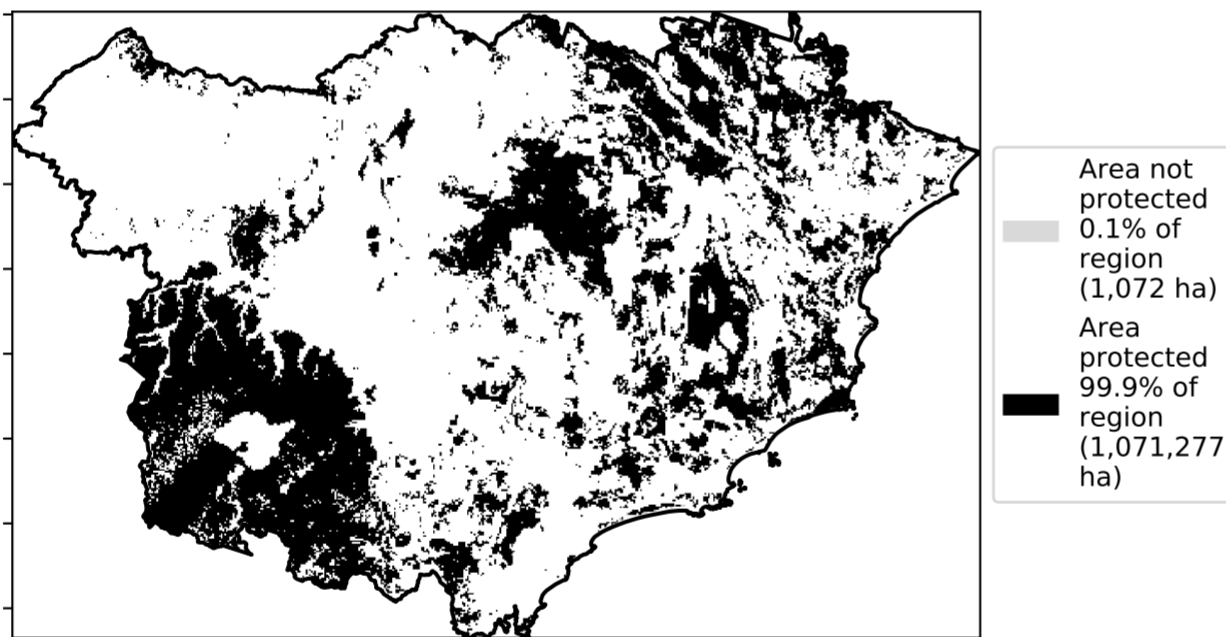 Area not
protected
0.1% of
region
(1,072 ha)
Area
protected
99.9% of
region
(1,071,277
ha)